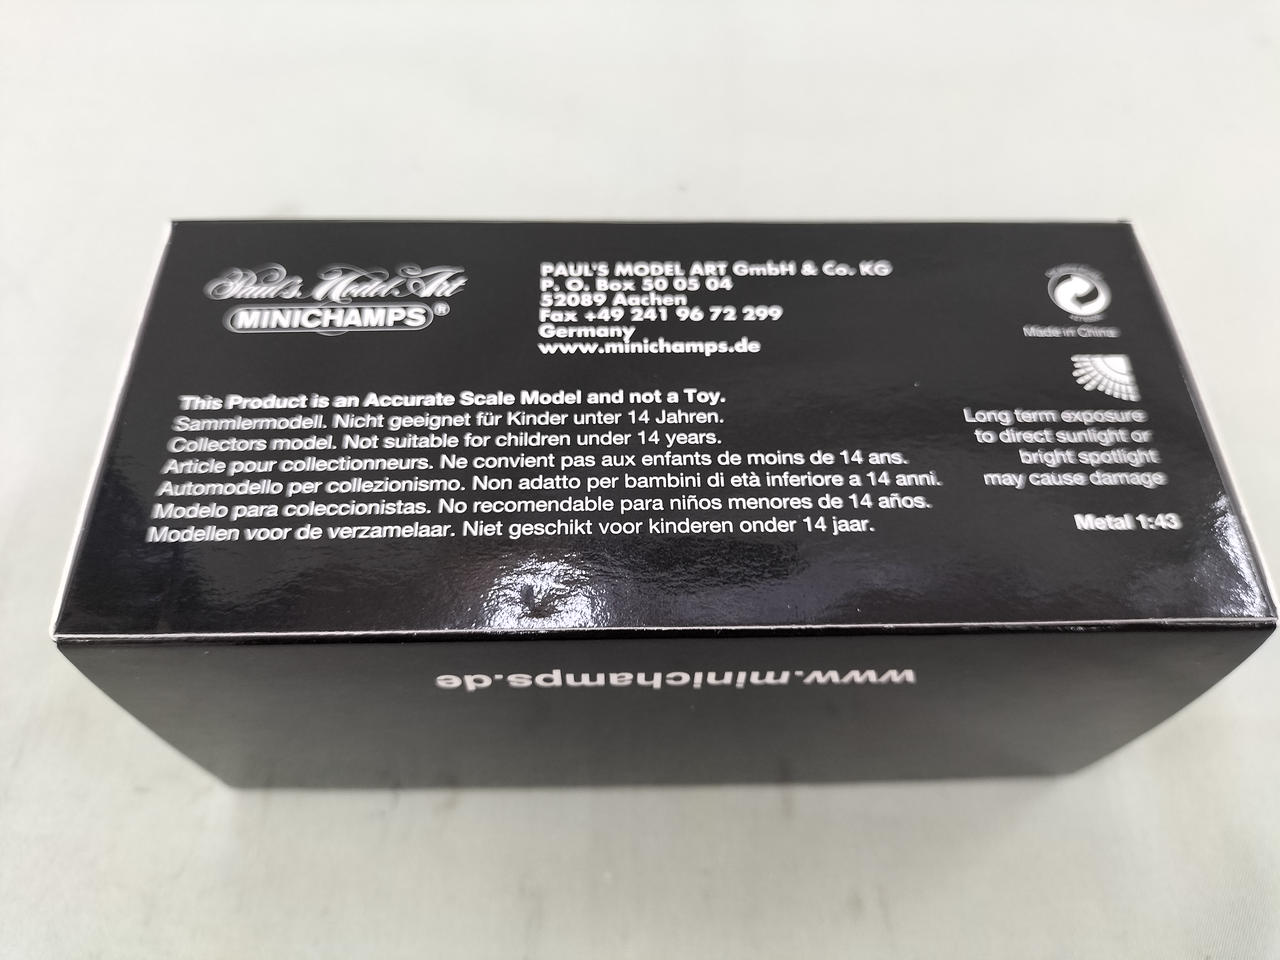 Paul's Model Art
MINICHAMPS®
PAUL'S MODEL ART GmbH & Co. KG
P. O. Box 50 05 04
52089 Aachen
Fax +49 241 96 72 299
Germany
www.minichamps.de
Made in China
This Product is an Accurate Scale Model and not a Toy.
Sammlermodell. Nicht geeignet für Kinder unter 14 Jahren.
Collectors model. Not suitable for children under 14 years.
Article pour collectionneurs. Ne convient pas aux enfants de moins de 14 ans.
Automodello per collezionismo. Non adatto per bambini di età inferiore a 14 anni.
Modelo para coleccionistas. No recomendable para niños menores de 14 años.
Modellen voor de verzamelaar. Niet geschikt voor kinderen onder 14 jaar.
Long term exposure
to direct sunlight or
bright spotlight
may cause damage
Metal 1:43
www.minichamps.de